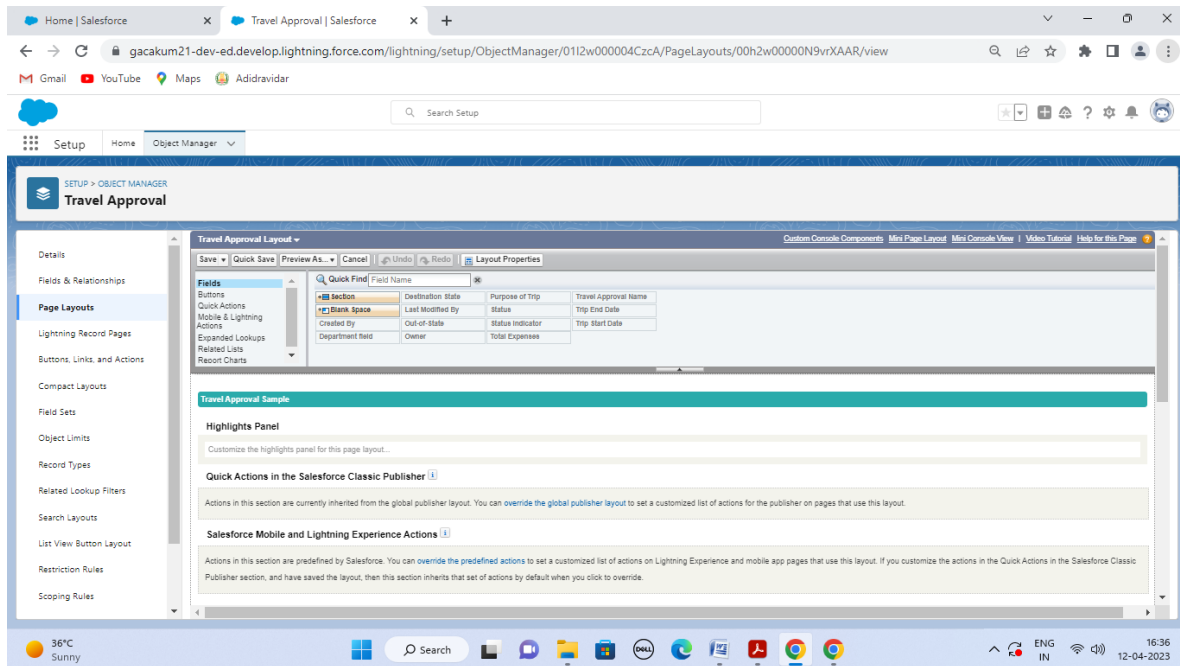 Home | Salesforce
Travel Approval | Salesforce
gacakum21-dev-ed.develop.lightning.force.com/lightning/setup/ObjectManager/01I2w000004CzcA/PageLayouts/00h2w00000N9vrXAAR/view
Gmail YouTube Maps Adidravidar
Search Setup
Setup Home Object Manager
SETUP > OBJECT MANAGER
Travel Approval
Details
Fields & Relationships
Page Layouts
Lightning Record Pages
Buttons, Links, and Actions
Compact Layouts
Field Sets
Object Limits
Record Types
Related Lookup Filters
Search Layouts
List View Button Layout
Restriction Rules
Scoping Rules
Travel Approval Layout
Custom Console Components Mini Page Layout Mini Console View | Video Tutorial Help for this Page
Save Quick Save Preview As... Cancel Undo Redo Layout Properties
Fields
Buttons
Quick Actions
Mobile & Lightning
Actions
Expanded Lookups
Related Lists
Report Charts
Quick Find Field Name
Section Destination State Purpose of Trip Travel Approval Name
Blank Space Last Modified By Status Trip End Date
Created By Out-of-State Status Indicator Trip Start Date
Department field Owner Total Expenses
Travel Approval Sample
Highlights Panel
Customize the highlights panel for this page layout...
Quick Actions in the Salesforce Classic Publisher
Actions in this section are currently inherited from the global publisher layout. You can override the global publisher layout to set a customized list of actions for the publisher on pages that use this layout.
Salesforce Mobile and Lightning Experience Actions
Actions in this section are predefined by Salesforce. You can override the predefined actions to set a customized list of actions on Lightning Experience and mobile app pages that use this layout. If you customize the actions in the Quick Actions in the Salesforce Classic
Publisher section, and have saved the layout, then this section inherits that set of actions by default when you click to override.
36°C
Sunny
Search
DELL
ENG
IN
16:36
12-04-2023